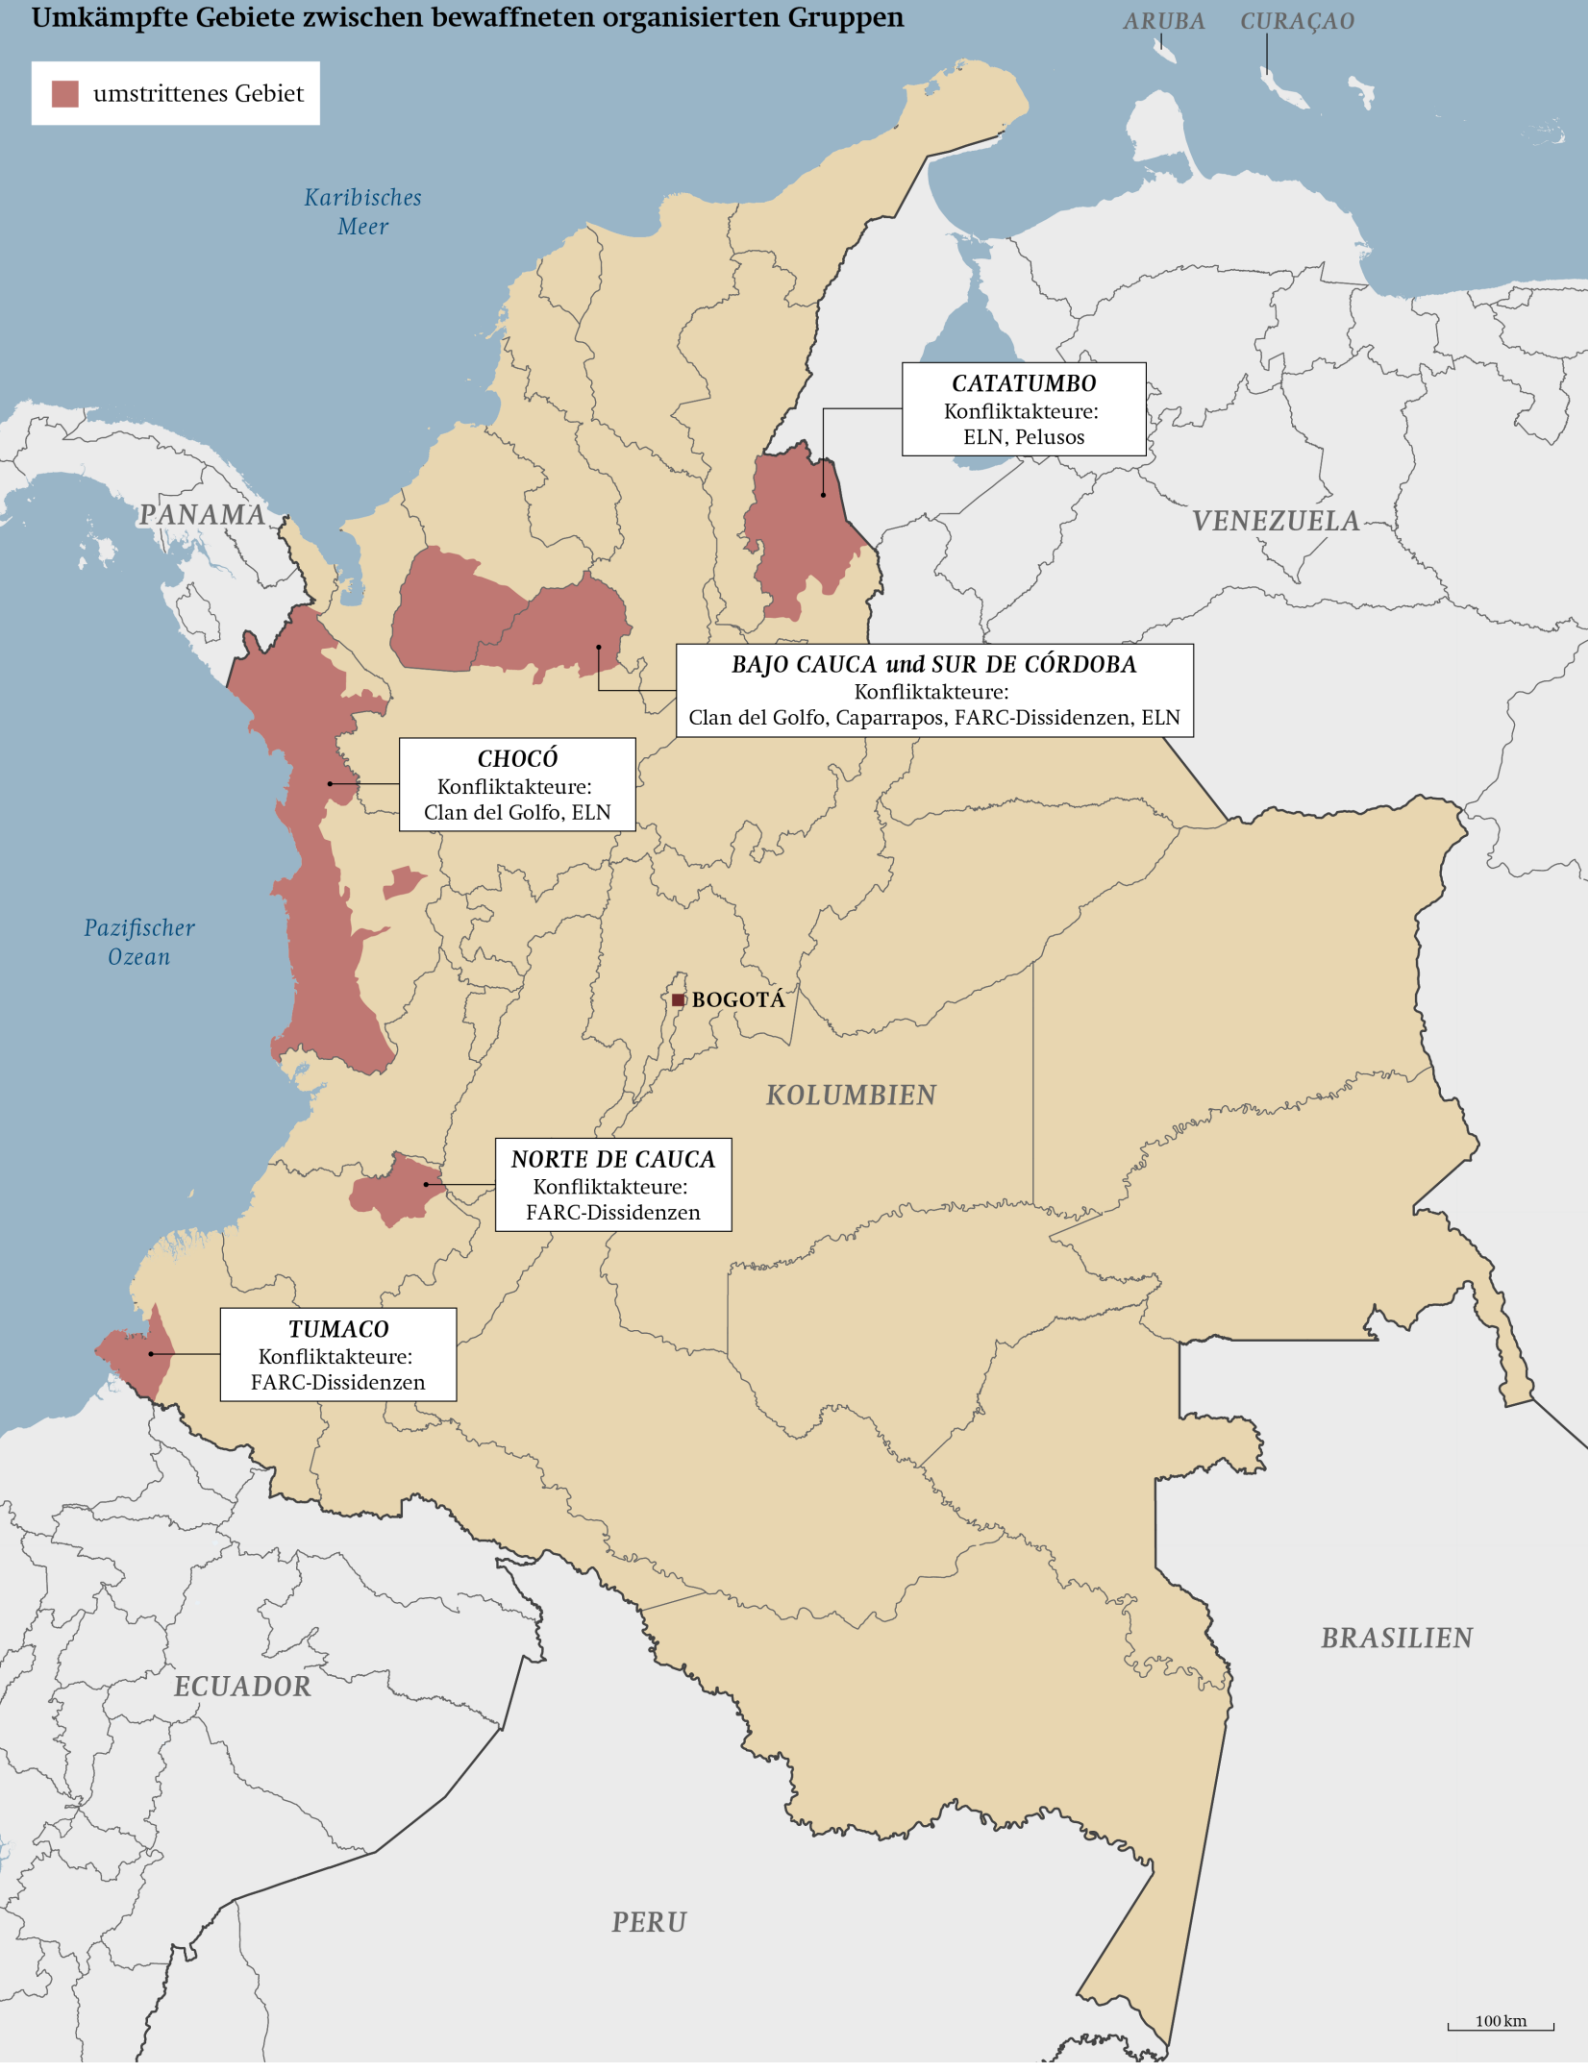 Umkämpfte Gebiete zwischen bewaffneten organisierten Gruppen
umstrittenes Gebiet
ARUBA
CURAÇAO
Karibisches
Meer
CATATUMBO
Konfliktakteure:
ELN, Pelusos
PANAMA
VENEZUELA
BAJO CAUCA und SUR DE CÓRDOBA
Konfliktakteure:
Clan del Golfo, Caparrapos, FARC-Dissidenzen, ELN
CHOCÓ
Konfliktakteure:
Clan del Golfo, ELN
Pazifischer
Ozean
BOGOTÁ
KOLUMBIEN
NORTE DE CAUCA
Konfliktakteure:
FARC-Dissidenzen
TUMACO
Konfliktakteure:
FARC-Dissidenzen
BRASILIEN
ECUADOR
PERU
100 km